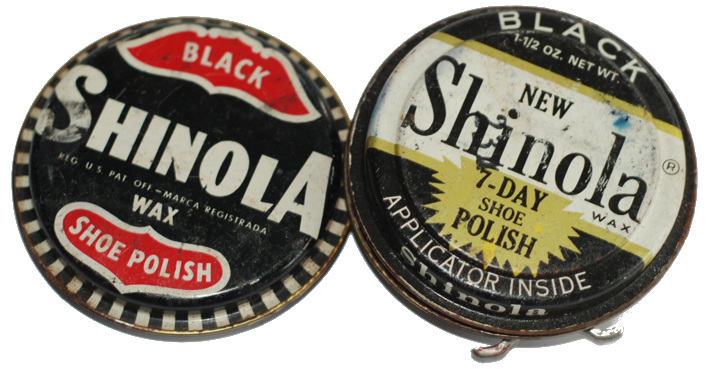 BLACK
SHINOLA
REG. U.S. PAT. OFF.-MARCA REGISTRADA
WAX
SHOE POLISH
BLACK
1-1/2 OZ. NET WT.
NEW
Shinola
®
WAX
7-DAY
SHOE
POLISH
APPLICATOR INSIDE
Shinola